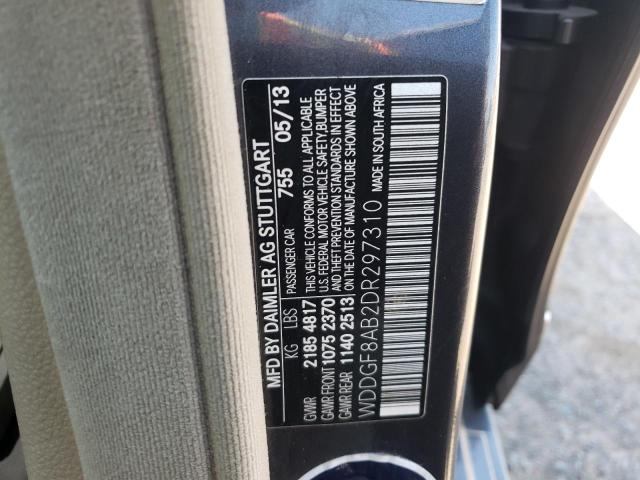 MFD BY DAIMLER AG STUTTGART
PASSENGER CAR 755 05/13
KG LBS
GVWR 2185 4817
GAWR FRONT 1075 2370
GAWR REAR 1140 2513
THIS VEHICLE CONFORMS TO ALL APPLICABLE
U.S. FEDERAL MOTOR VEHICLE SAFETY, BUMPER
AND THEFT PREVENTION STANDARDS IN EFFECT
ON THE DATE OF MANUFACTURE SHOWN ABOVE
WDDGF8AB2DR297310 MADE IN SOUTH AFRICA